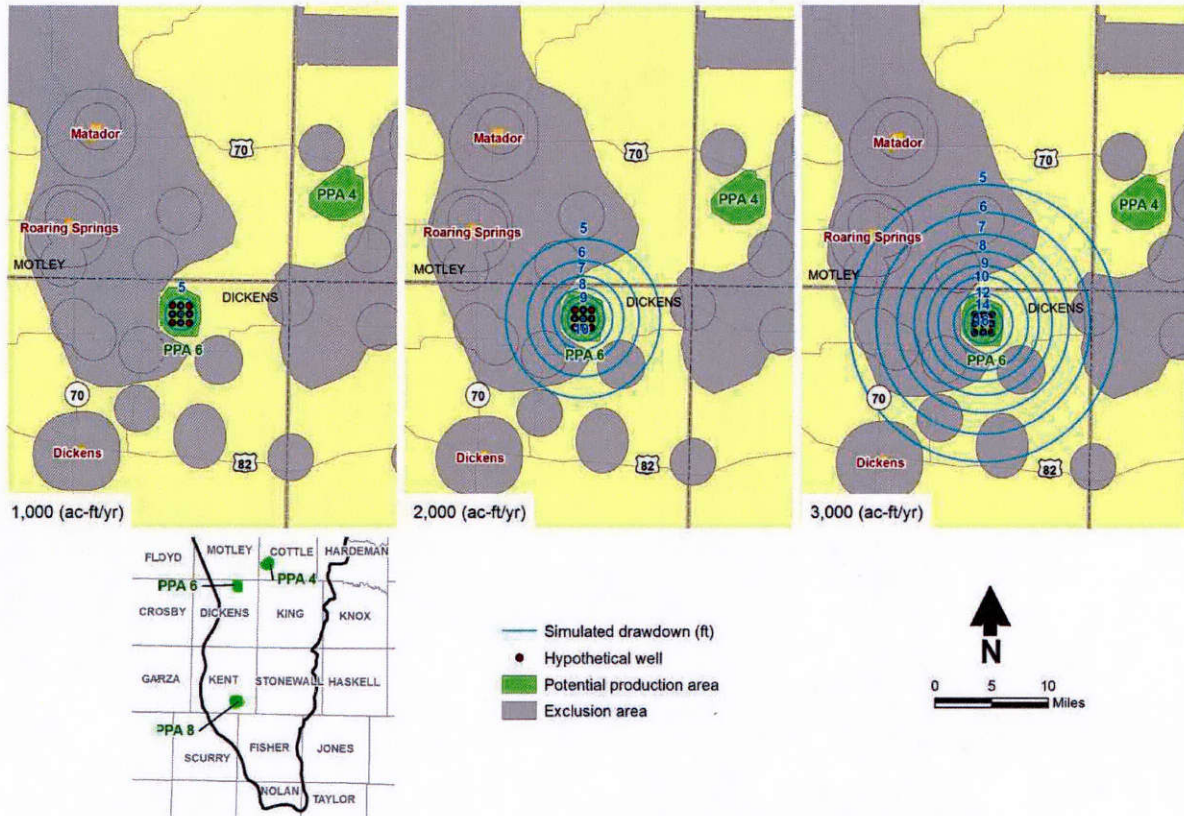 Matador
70
PPA 4
Roaring Springs
MOTLEY
5
DICKENS
PPA 6
70
Dickens
82
1,000 (ac-ft/yr)
Matador
70
PPA 4
Roaring Springs
5
MOTLEY
6
7
8
9
DICKENS
10
PPA 6
70
Dickens
82
2,000 (ac-ft/yr)
Matador
70
5
PPA 4
6
Roaring Springs
7
8
9
MOTLEY
10
12
DICKENS
14
16
PPA 6
70
Dickens
82
3,000 (ac-ft/yr)
FLOYD MOTLEY COTTLE HARDEMAN
PPA 6 PPA 4
CROSBY DICKENS KING KNOX
GARZA KENT STONEWALL HASKELL
PPA 8
SCURRY FISHER JONES
NOLAN TAYLOR
Simulated drawdown (ft)
Hypothetical well
Potential production area
Exclusion area
N
0 5 10
Miles